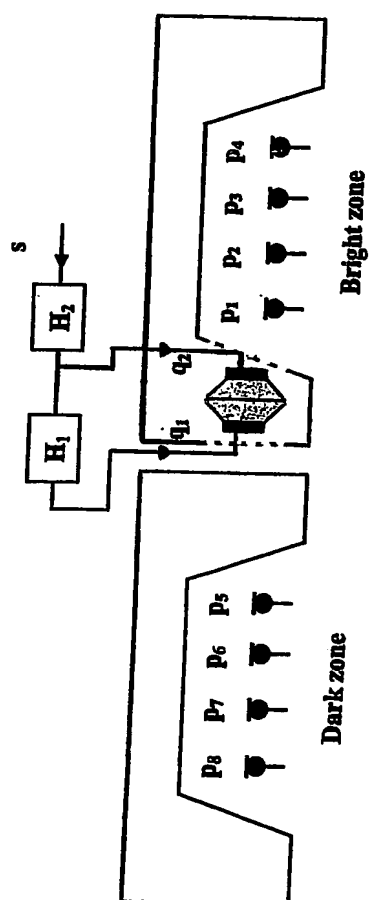 s
H₁
H₂
q₁
q₂
p₈
p₇
p₆
p₅
p₁
p₂
p₃
p₄
Dark zone
Bright zone